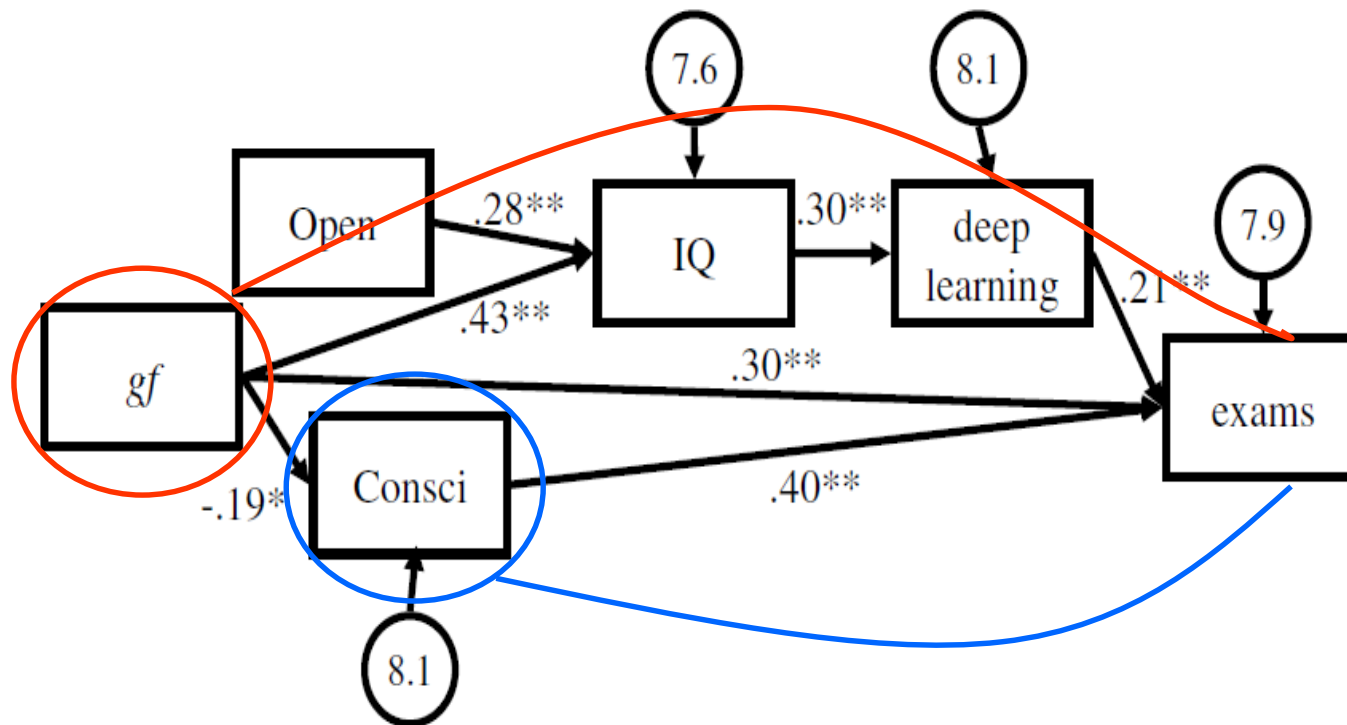 7.6
8.1
Open
.28**
IQ
.30**
deep
learning
7.9
.43**
.21**
gf
.30**
exams
-.19*
Consci
.40**
8.1